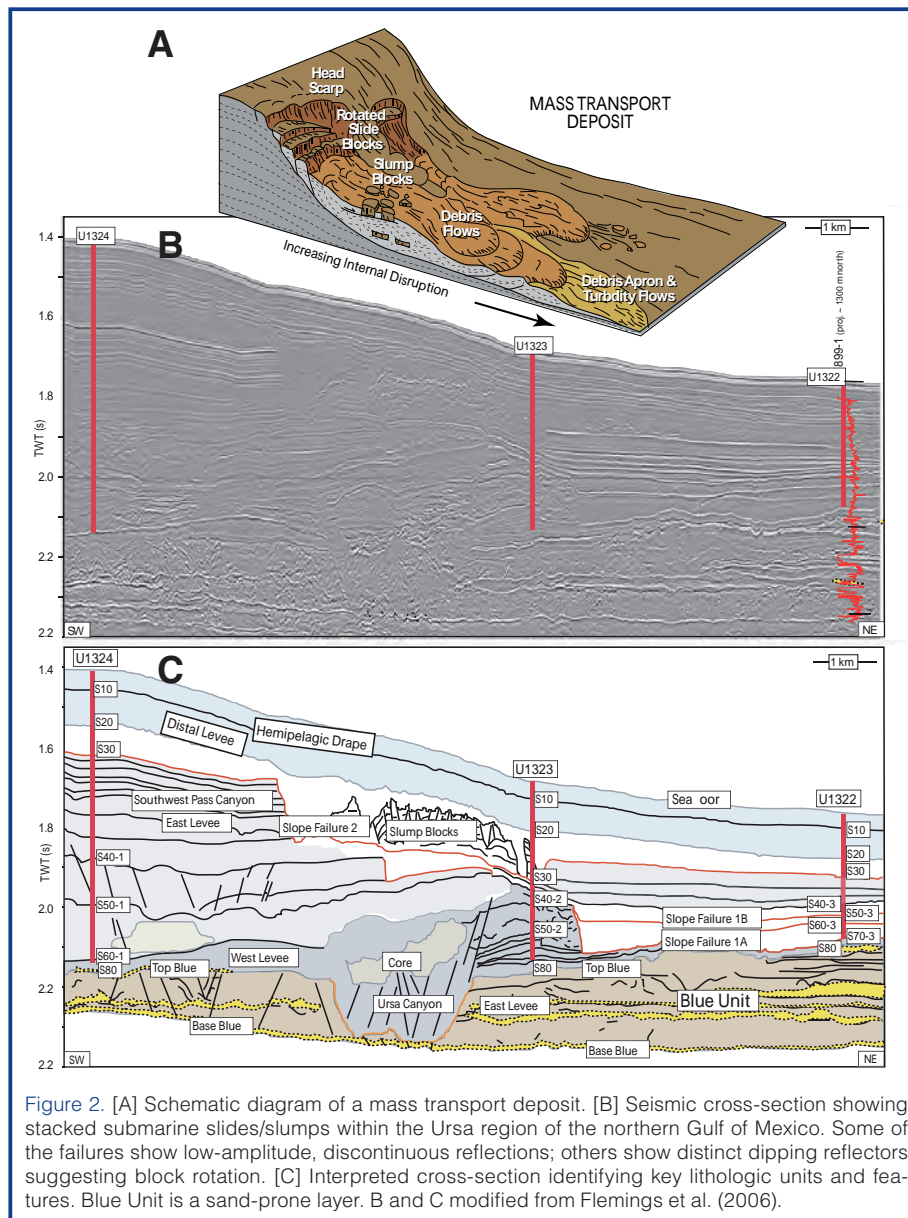 A
Head
Scarp
Rotated
Slide
Blocks
Slump
Blocks
Debris
Flows
MASS TRANSPORT
DEPOSIT
Debris Apron &
Turbdity Flows
Increasing Internal Disruption
B
1 km
U1324
U1323
U1322
899-1 (proj. ~ 1300 m north)
1.4
1.6
1.8
2.0
2.2
2.2
TWT (s)
SW
NE
C
1 km
U1324
U1323
U1322
1.4
1.6
1.8
2.0
2.2
2.2
TWT (s)
S10
S20
S30
S40-1
S50-1
S60-1
S80
Distal Levee
Hemipelagic Drape
Sea oor
Southwest Pass Canyon
East Levee
Slope Failure 2
Slump Blocks
S10
S20
S30
S40-2
S50-2
S80
S10
S20
S30
S40-3
S50-3
S60-3
S70-3
S80
Slope Failure 1B
Slope Failure 1A
West Levee
Core
Ursa Canyon
Top Blue
Base Blue
Top Blue
East Levee
Blue Unit
Base Blue
SW
NE
Figure 2. [A] Schematic diagram of a mass transport deposit. [B] Seismic cross-section showing
stacked submarine slides/slumps within the Ursa region of the northern Gulf of Mexico. Some of
the failures show low-amplitude, discontinuous reflections; others show distinct dipping reflectors
suggesting block rotation. [C] Interpreted cross-section identifying key lithologic units and fea-
tures. Blue Unit is a sand-prone layer. B and C modified from Flemings et al. (2006).